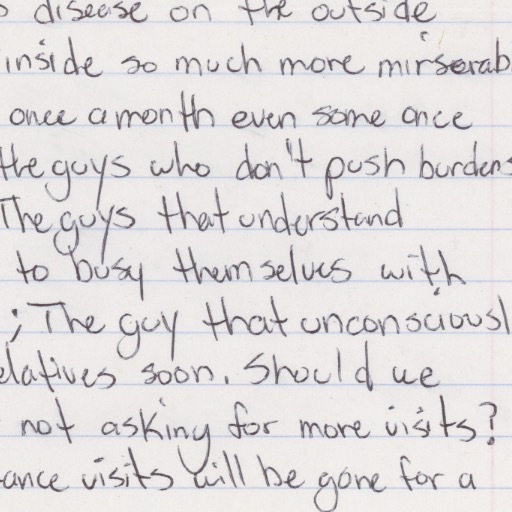 disease on the outside
inside so much more mirserab
once a month even some once
the guys who don't push burdens
The guys that understand
to busy themselves with
; The guy that unconsciousl
elatives soon. Should we
not asking for more visits?
ance visits will be gone for a